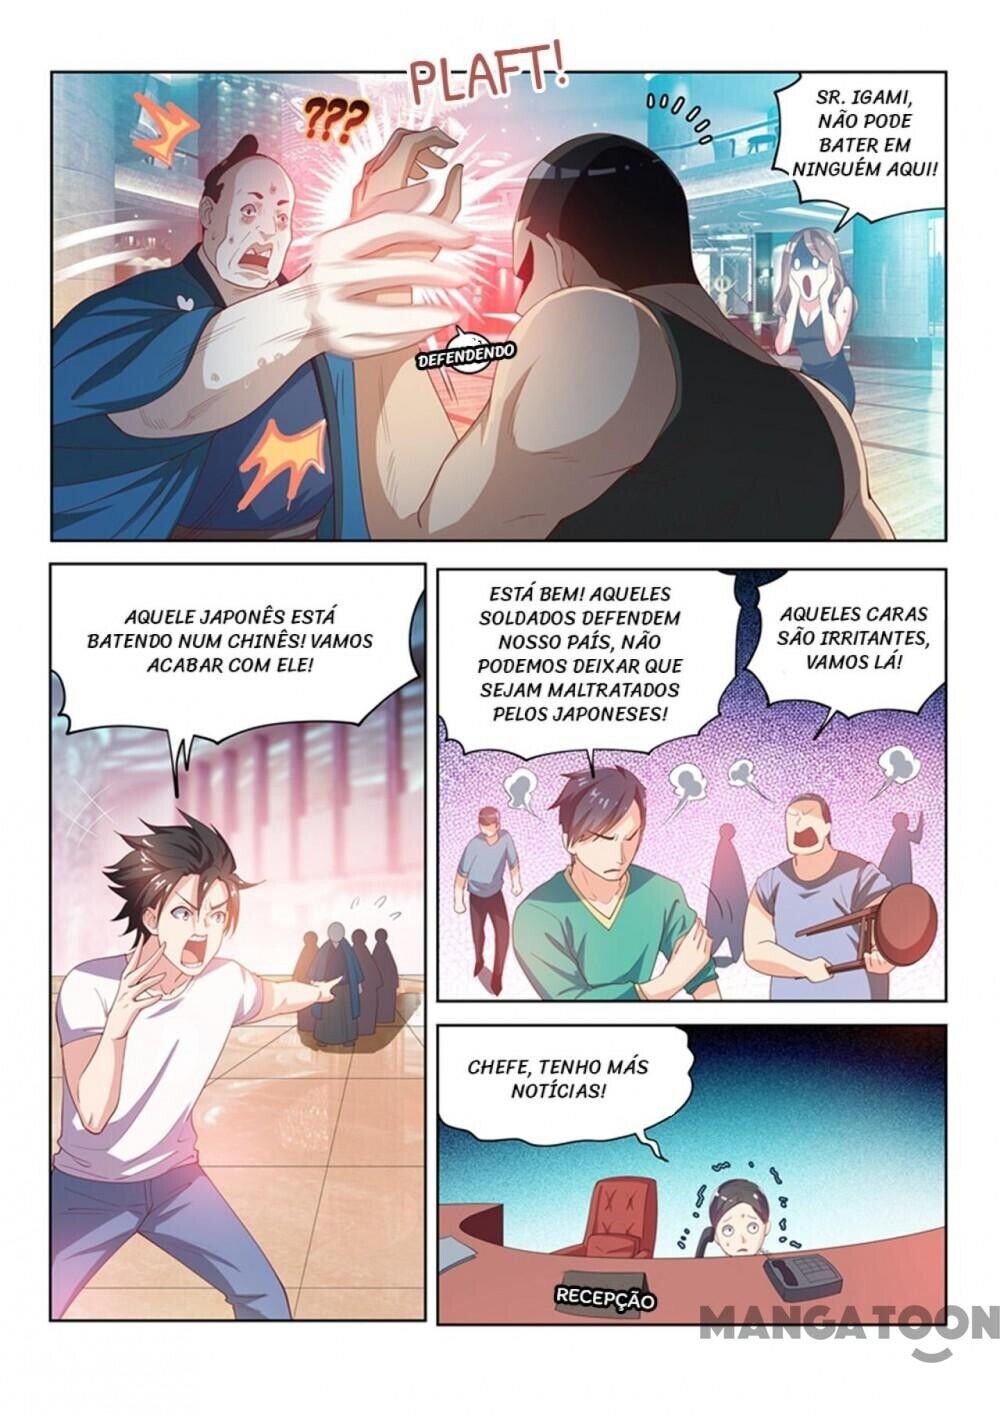 PLAFT!
???
SR. IGAMI,
NÃO PODE
BATER EM
NINGUÉM AQUI!
DEFENDENDO
AQUELE JAPONÊS ESTÁ
BATENDO NUM CHINÊS! VAMOS
ACABAR COM ELE!
ESTÁ BEM! AQUELES
SOLDADOS DEFENDEM
NOSSO PAÍS, NÃO
PODEMOS DEIXAR QUE
SEJAM MALTRATADOS
PELOS JAPONESES!
AQUELES CARAS
SÃO IRRITANTES,
VAMOS LÁ!
CHEFE, TENHO MÁS
NOTÍCIAS!
RECEPÇÃO
MANGATOON